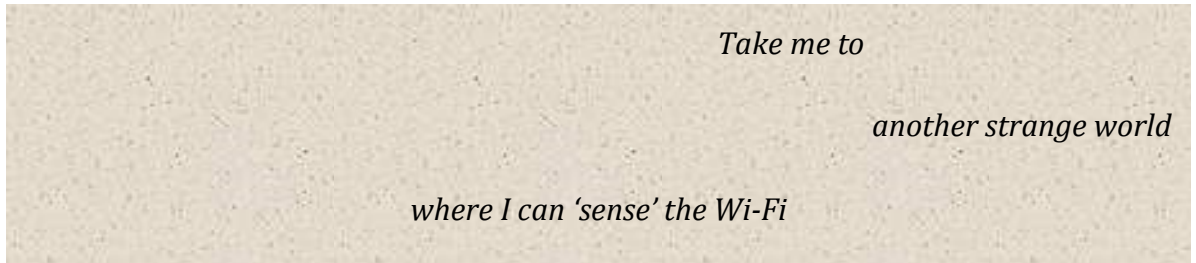 Take me to
another strange world
where I can ‘sense’ the Wi-Fi